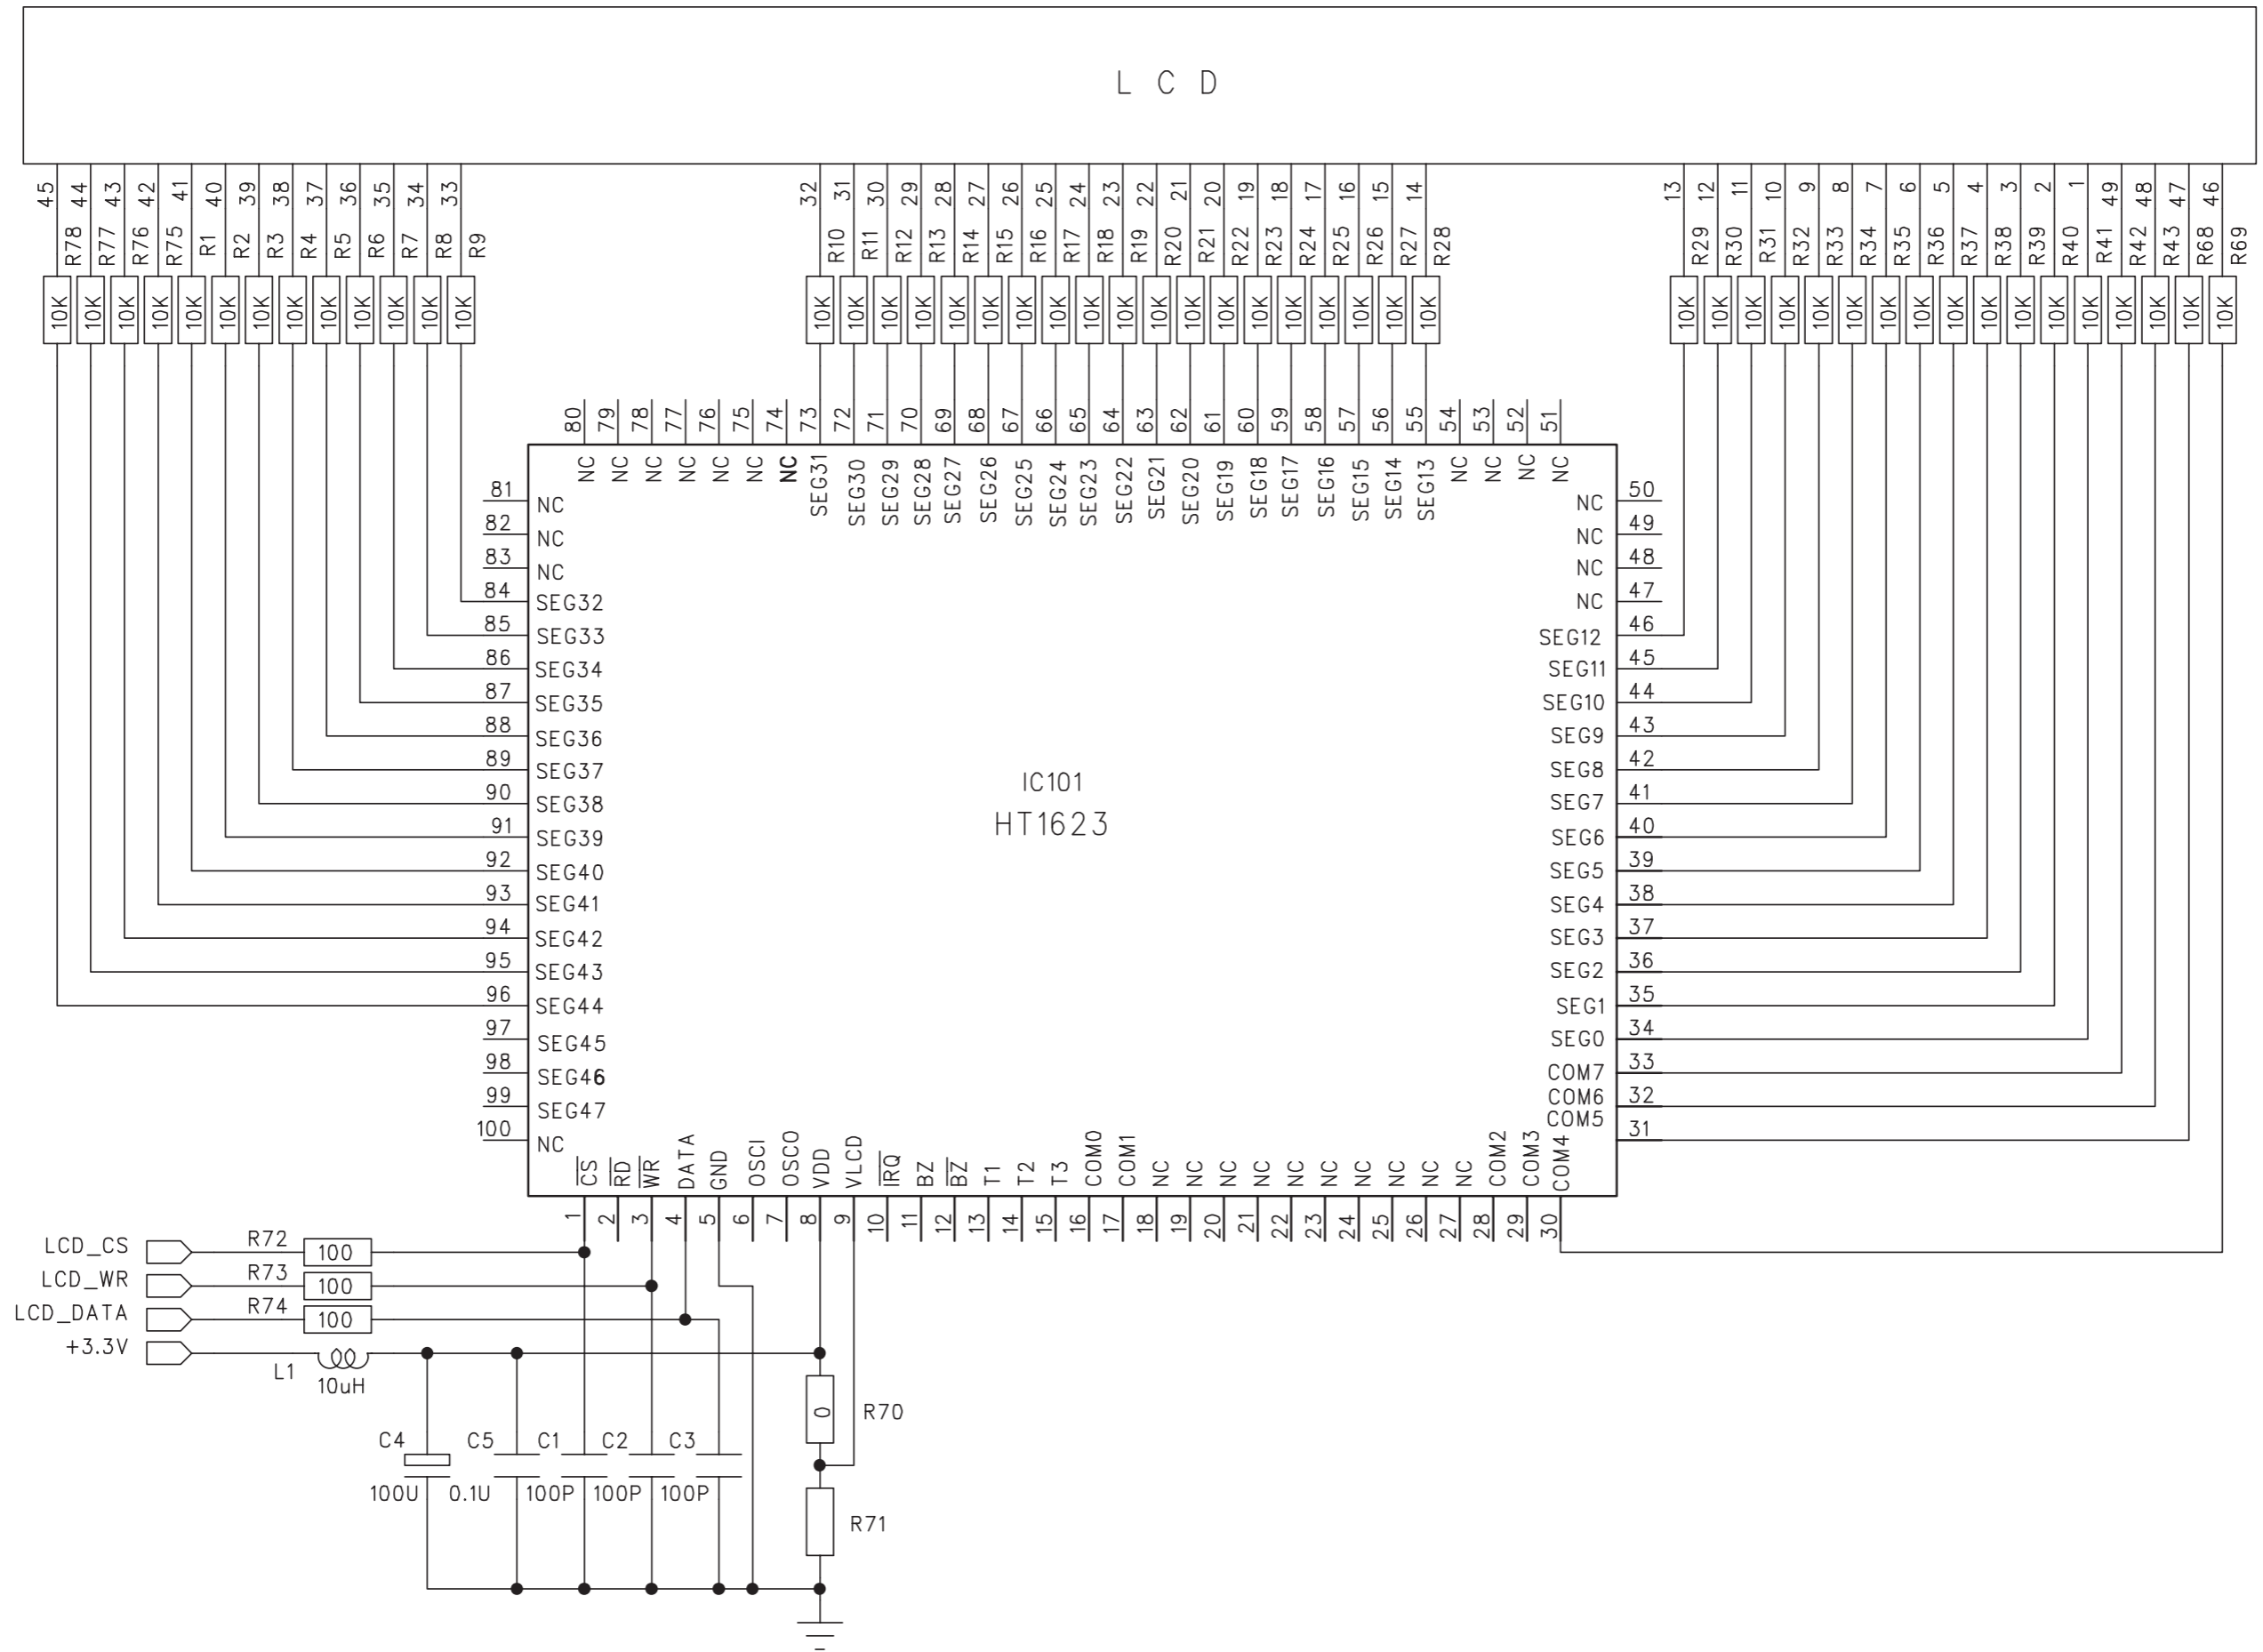 L C D
45 44 43 42 41 40 39 38 37 36 35 34 33 32 31 30 29 28 27 26 25 24 23 22 21 20 19 18 17 16 15 14 13 12 11 10 9 8 7 6 5 4 3 2 1 49 48 47 46
R78 R77 R76 R75 R1 R2 R3 R4 R5 R6 R7 R8 R9 R10 R11 R12 R13 R14 R15 R16 R17 R18 R19 R20 R21 R22 R23 R24 R25 R26 R27 R28 R29 R30 R31 R32 R33 R34 R35 R36 R37 R38 R39 R40 R41 R42 R43 R68 R69
10K 10K 10K 10K 10K 10K 10K 10K 10K 10K 10K 10K 10K 10K 10K 10K 10K 10K 10K 10K 10K 10K 10K 10K 10K 10K 10K 10K 10K 10K 10K 10K 10K 10K 10K 10K 10K 10K 10K 10K 10K 10K 10K 10K 10K 10K 10K 10K 10K
80 79 78 77 76 75 74 73 72 71 70 69 68 67 66 65 64 63 62 61 60 59 58 57 56 55 54 53 52 51
NC NC NC NC NC NC NC SEG31 SEG30 SEG29 SEG28 SEG27 SEG26 SEG25 SEG24 SEG23 SEG22 SEG21 SEG20 SEG19 SEG18 SEG17 SEG16 SEG15 SEG14 SEG13 NC NC NC NC
81 NC NC 50
82 NC NC 49
83 NC NC 48
84 SEG32 NC 47
85 SEG33 SEG12 46
86 SEG34 SEG11 45
87 SEG35 SEG10 44
88 SEG36 SEG9 43
89 SEG37 SEG8 42
90 SEG38 SEG7 41
91 SEG39 SEG6 40
92 SEG40 SEG5 39
93 SEG41 SEG4 38
94 SEG42 SEG3 37
95 SEG43 SEG2 36
96 SEG44 SEG1 35
97 SEG45 SEG0 34
98 SEG46 COM7 33
99 SEG47 COM6 32
100 NC COM5 31
IC101
HT1623
CS RD WR DATA GND OSCI OSCO VDD VLCD IRQ BZ BZ T1 T2 T3 COM0 COM1 NC NC NC NC NC NC NC NC NC NC COM2 COM3 COM4
1 2 3 4 5 6 7 8 9 10 11 12 13 14 15 16 17 18 19 20 21 22 23 24 25 26 27 28 29 30
LCD_CS R72 100
LCD_WR R73 100
LCD_DATA R74 100
+3.3V L1 10uH
0 R70
C4 C5 C1 C2 C3
100U 0.1U 100P 100P 100P
R71